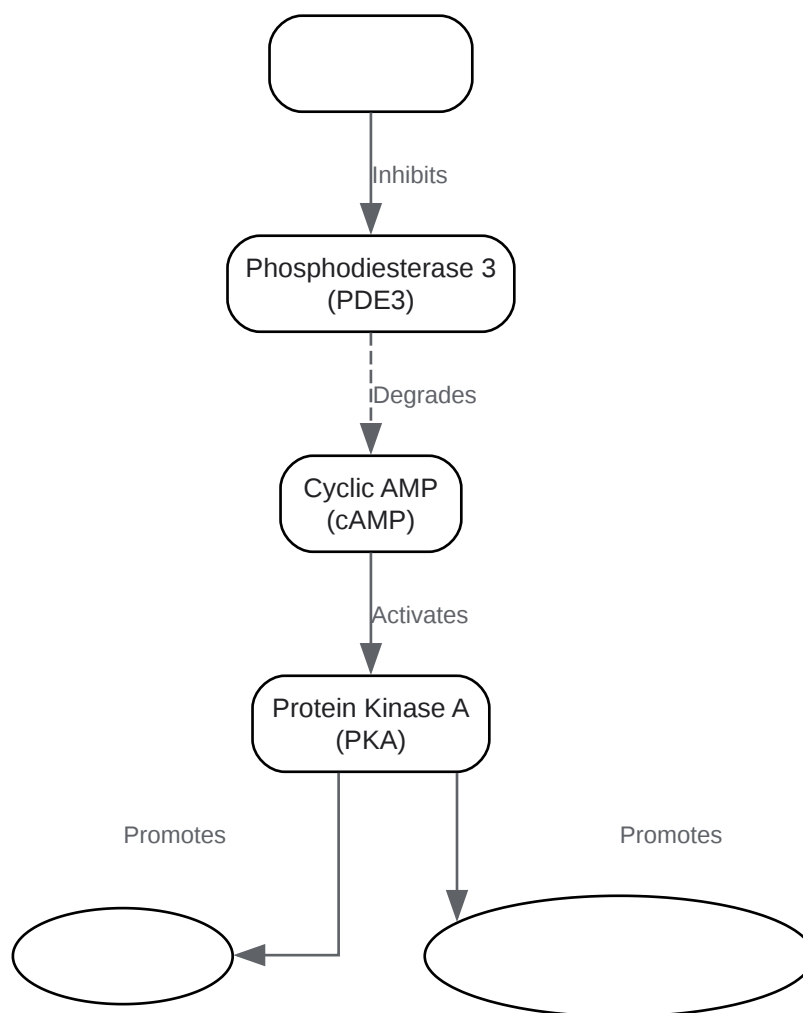 Inhibits
Phosphodiesterase 3
(PDE3)
Degrades
Cyclic AMP
(cAMP)
Activates
Protein Kinase A
(PKA)
Promotes
Promotes